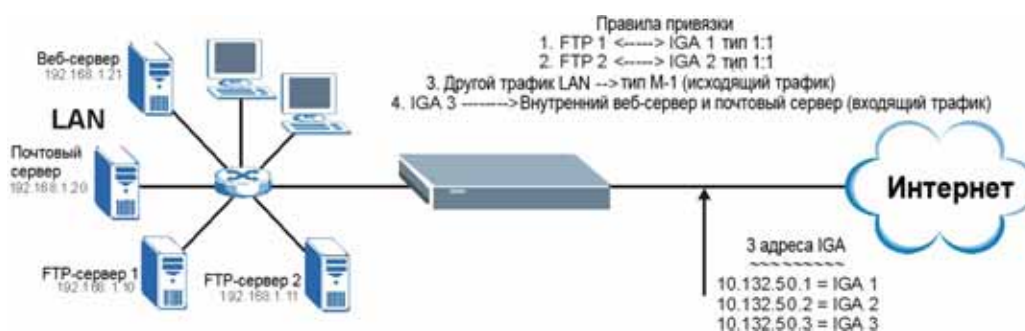 Правила привязки
1. FTP 1 <-----> IGA 1 тип 1:1
2. FTP 2 <-----> IGA 2 тип 1:1
3. Другой трафик LAN --> тип M-1 (исходящий трафик)
4. IGA 3 --------> Внутренний веб-сервер и почтовый сервер (входящий трафик)
Веб-сервер
192.168.1.21
LAN
Почтовый
сервер
192.168.1.20
FTP-сервер 1
192.168.1.10
FTP-сервер 2
192.168.1.11
Интернет
3 адреса IGA
~~~~~~~~~
10.132.50.1 = IGA 1
10.132.50.2 = IGA 2
10.132.50.3 = IGA 3